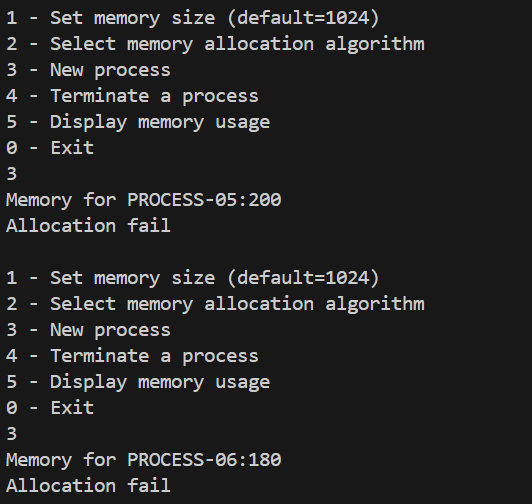 1 - Set memory size (default=1024)
2 - Select memory allocation algorithm
3 - New process
4 - Terminate a process
5 - Display memory usage
0 - Exit
3
Memory for PROCESS-05:200
Allocation fail

1 - Set memory size (default=1024)
2 - Select memory allocation algorithm
3 - New process
4 - Terminate a process
5 - Display memory usage
0 - Exit
3
Memory for PROCESS-06:180
Allocation fail